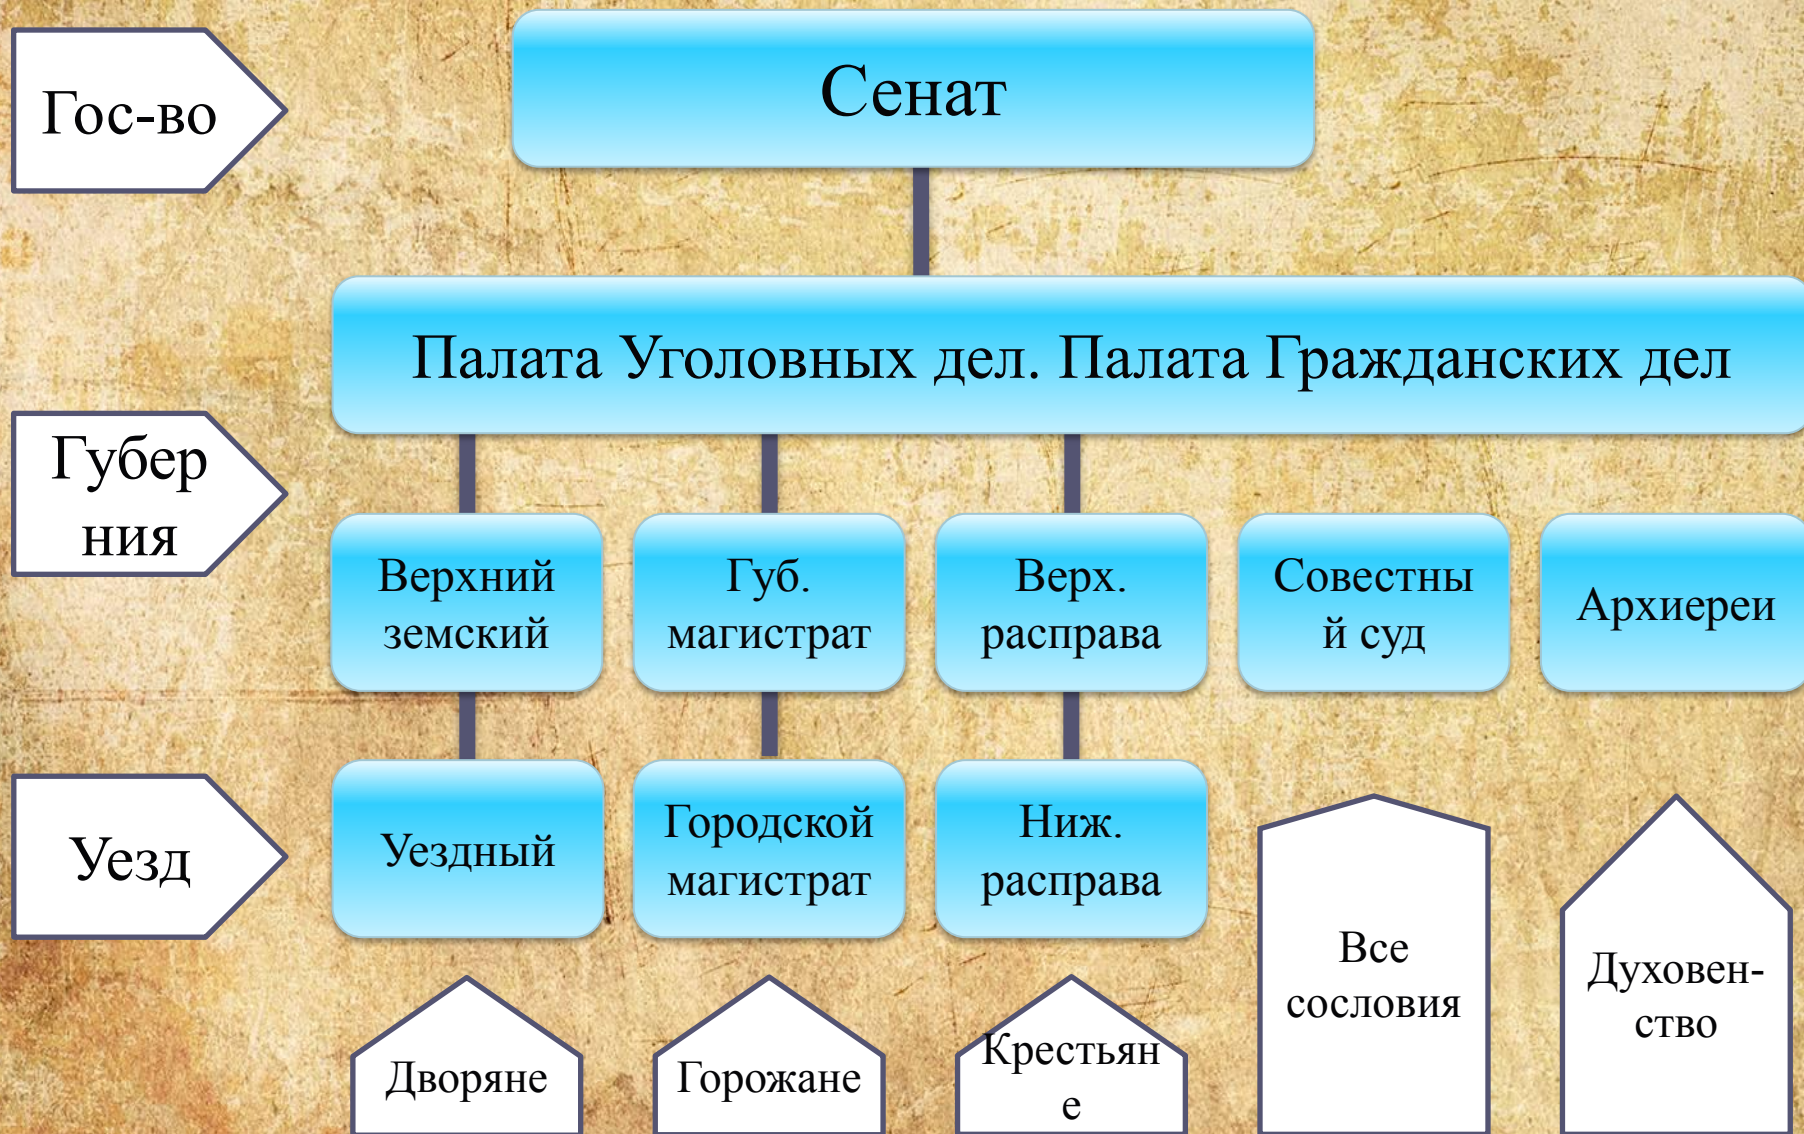 Гос-во
Сенат
Палата Уголовных дел. Палата Гражданских дел
Губер
ния
Верхний
земский
Губ.
магистрат
Верх.
расправа
Совестны
й суд
Архиереи
Уезд
Уездный
Городской
магистрат
Ниж.
расправа
Все
сословия
Духовен-
ство
Дворяне
Горожане
Крестьян
е